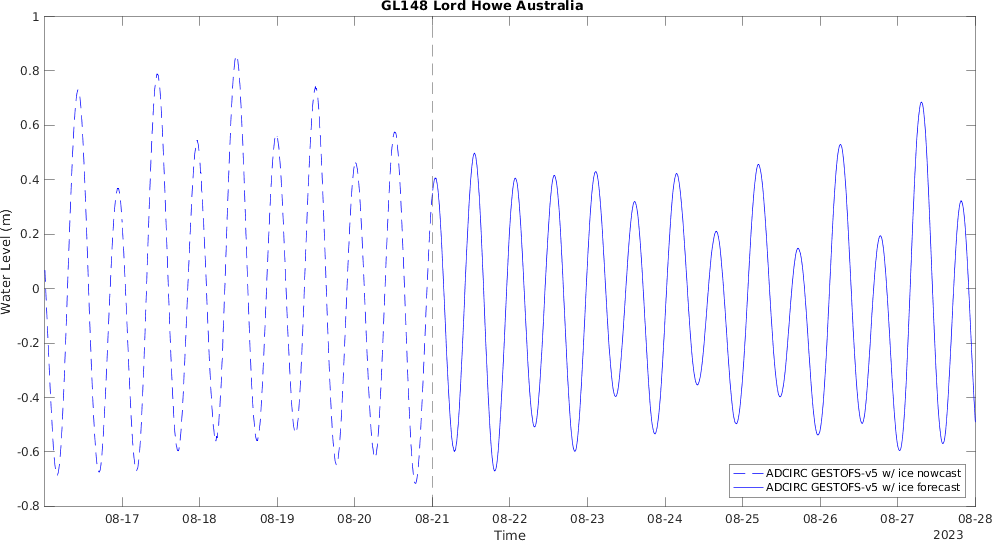 GL148 Lord Howe Australia
1
0.8
0.6
0.4
0.2
0
-0.2
-0.4
-0.6
-0.8
Water Level (m)
ADCIRC GESTOFS-v5 w/ ice nowcast
ADCIRC GESTOFS-v5 w/ ice forecast
08-17 08-18 08-19 08-20 08-21 08-22 08-23 08-24 08-25 08-26 08-27 08-28
Time
2023